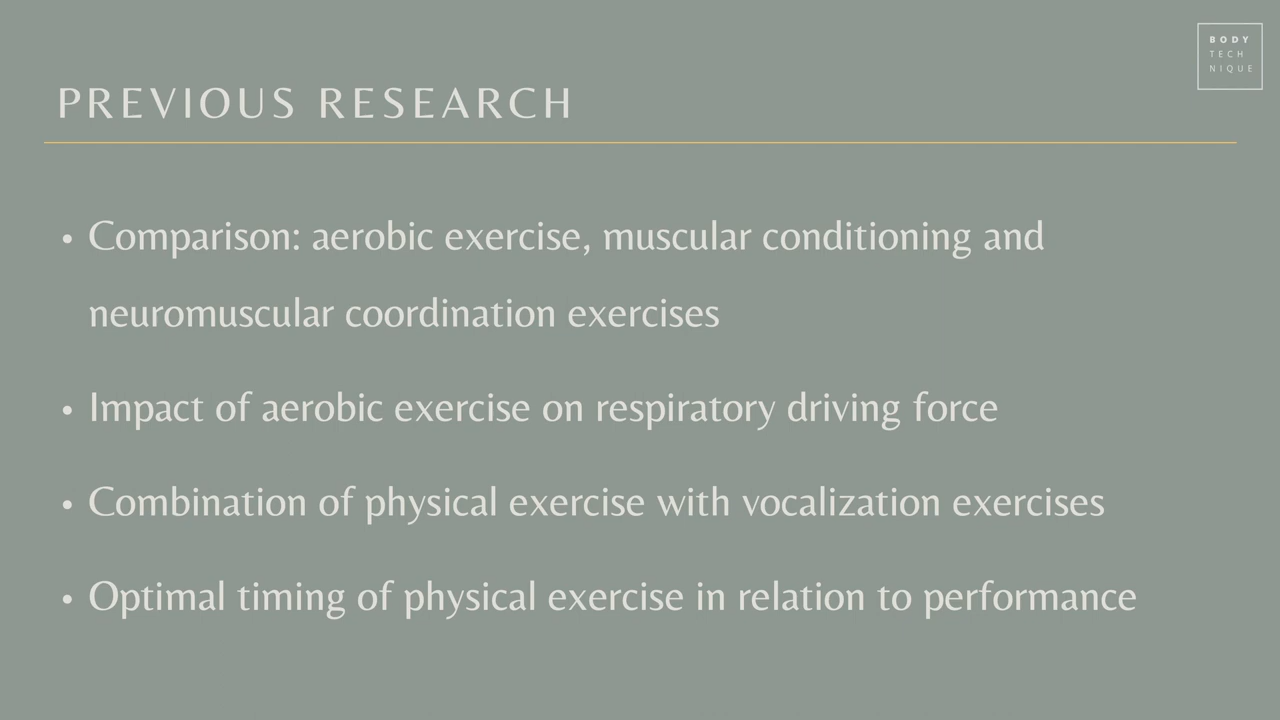 BODY
TECH
NIQUE
PREVIOUS RESEARCH
• Comparison: aerobic exercise, muscular conditioning and
neuromuscular coordination exercises
• Impact of aerobic exercise on respiratory driving force
• Combination of physical exercise with vocalization exercises
• Optimal timing of physical exercise in relation to performance